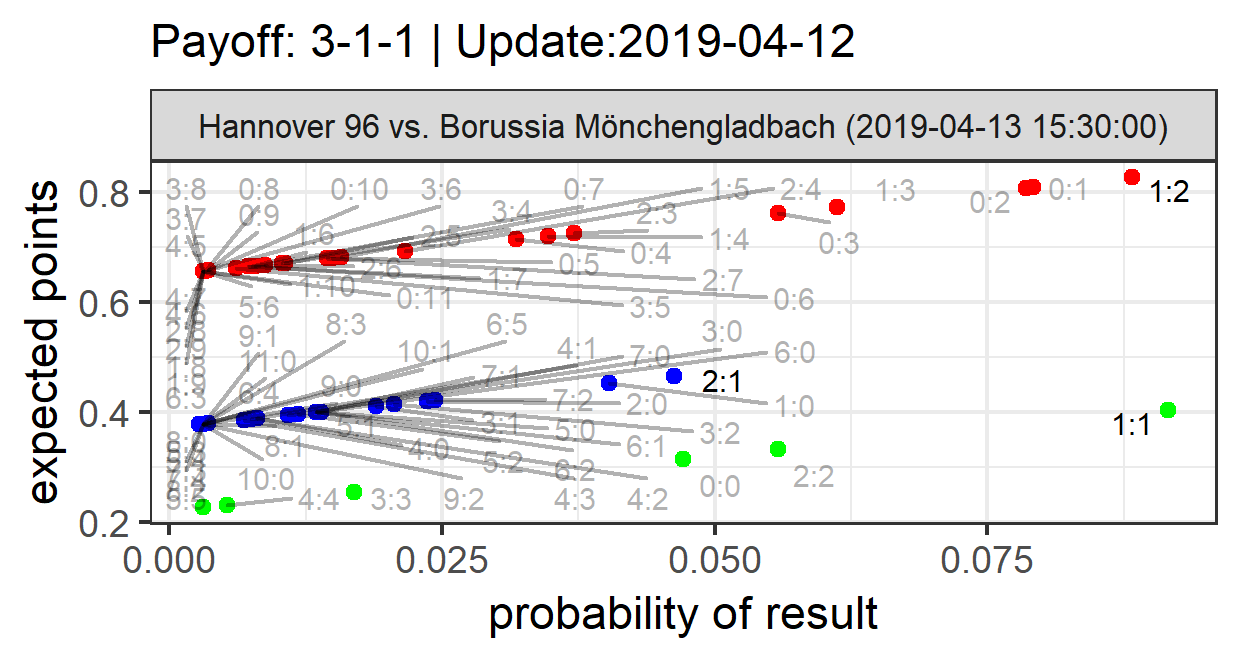 Payoff: 3-1-1 | Update:2019-04-12
Hannover 96 vs. Borussia Mönchengladbach (2019-04-13 15:30:00)
expected points
0.8
0.6
0.4
0.2
3:8 0:8 0:10 3:6 0:7 1:5 2:4 1:3 0:2 0:1 1:2
3:7 0:9 3:4 2:3
4:5 1:6 2:5 0:4 1:4 0:3
2:6 0:5
1:10 0:11 1:7 2:7 0:6
5:6 3:5
8:3 6:5 3:0
9:1 10:1 4:1 7:0 6:0
11:0 7:1 2:1
1:9 9:0
6:3 6:4 7:2 2:0 1:0
5:1 3:1 5:0 3:2 1:1
8:1 4:0 6:1
10:0 5:2 6:2 2:2
4:4 3:3 9:2 4:3 4:2 0:0
0.000 0.025 0.050 0.075
probability of result